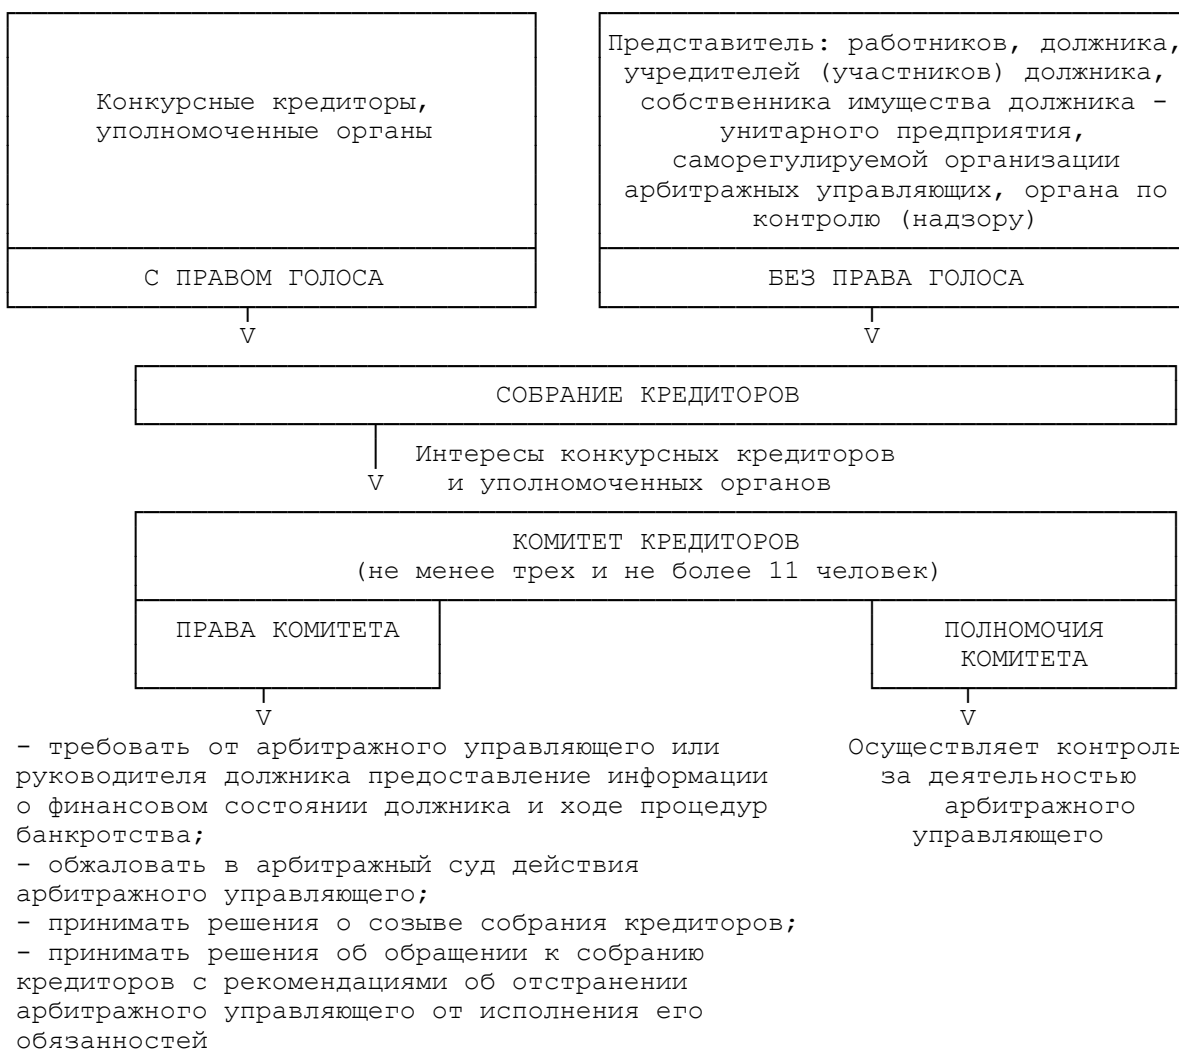 Конкурсные кредиторы,
уполномоченные органы
С ПРАВОМ ГОЛОСА
Представитель: работников, должника,
учредителей (участников) должника,
собственника имущества должника -
унитарного предприятия,
саморегулируемой организации
арбитражных управляющих, органа по
контролю (надзору)
БЕЗ ПРАВА ГОЛОСА
V
V
СОБРАНИЕ КРЕДИТОРОВ
Интересы конкурсных кредиторов
V и уполномоченных органов
КОМИТЕТ КРЕДИТОРОВ
(не менее трех и не более 11 человек)
ПРАВА КОМИТЕТА
V
- требовать от арбитражного управляющего или
руководителя должника предоставление информации
о финансовом состоянии должника и ходе процедур
банкротства;
- обжаловать в арбитражный суд действия
арбитражного управляющего;
- принимать решения о созыве собрания кредиторов;
- принимать решения об обращении к собранию
кредиторов с рекомендациями об отстранении
арбитражного управляющего от исполнения его
обязанностей
ПОЛНОМОЧИЯ
КОМИТЕТА
V
Осуществляет контроль
за деятельностью
арбитражного
управляющего